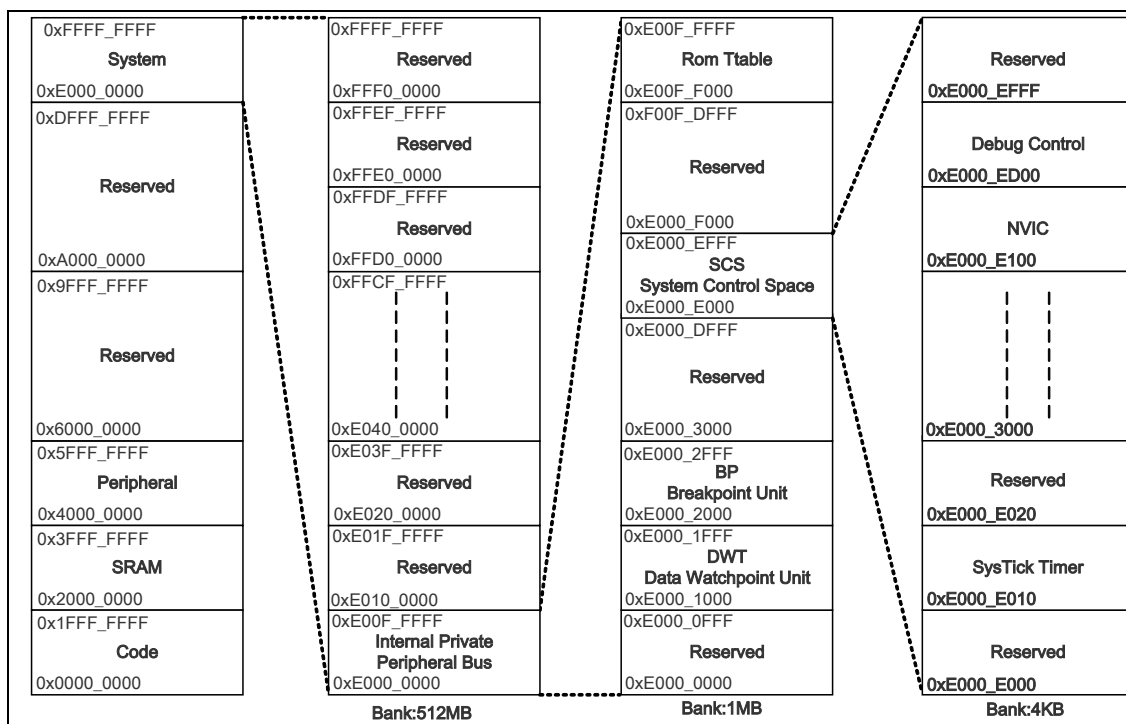 0xFFFF_FFFF
System
0xE000_0000
0xDFFF_FFFF
Reserved
0xA000_0000
0x9FFF_FFFF
Reserved
0x6000_0000
0x5FFF_FFFF
Peripheral
0x4000_0000
0x3FFF_FFFF
SRAM
0x2000_0000
0x1FFF_FFFF
Code
0x0000_0000
0xFFFF_FFFF
Reserved
0xFFF0_0000
0xFFEF_FFFF
Reserved
0xFFE0_0000
0xFFDF_FFFF
Reserved
0xFFD0_0000
0xFFCF_FFFF
0xE040_0000
0xE03F_FFFF
Reserved
0xE020_0000
0xE01F_FFFF
Reserved
0xE010_0000
0xE00F_FFFF
Internal Private
Peripheral Bus
0xE000_0000
Bank:512MB
0xE00F_FFFF
Rom Ttable
0xE00F_F000
0xF00F_DFFF
Reserved
0xE000_F000
0xE000_EFFF
SCS
System Control Space
0xE000_E000
0xE000_DFFF
Reserved
0xE000_3000
0xE000_2FFF
BP
Breakpoint Unit
0xE000_2000
0xE000_1FFF
DWT
Data Watchpoint Unit
0xE000_1000
0xE000_0FFF
Reserved
0xE000_0000
Bank:1MB
Reserved
0xE000_EFFF
Debug Control
0xE000_ED00
NVIC
0xE000_E100
0xE000_3000
Reserved
0xE000_E020
SysTick Timer
0xE000_E010
Reserved
0xE000_E000
Bank:4KB